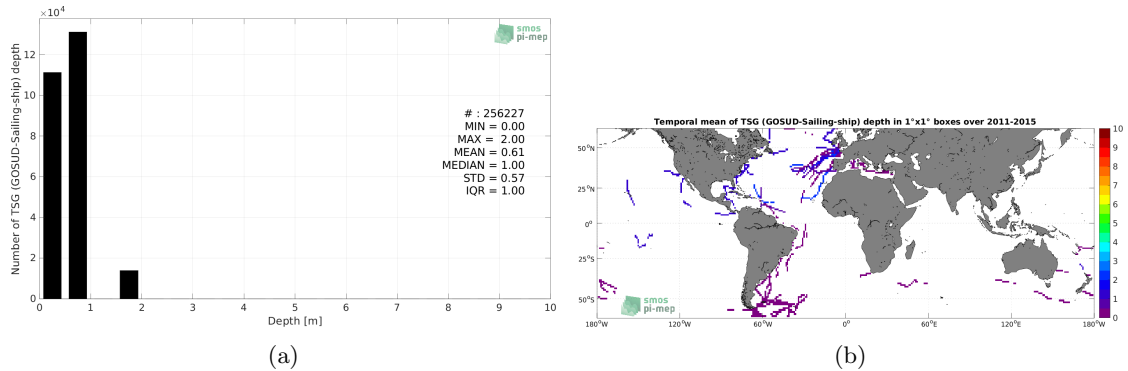 ×10⁴
12
10
8
6
4
2
0
Number of TSG (GOSUD-Sailing-ship) depth
1
2
3
4
5
6
7
8
9
10
Depth [m]
smos
pi-mep
# : 256227
MIN = 0.00
MAX = 2.00
MEAN = 0.61
MEDIAN = 1.00
STD = 0.57
IQR = 1.00
(a)
Temporal mean of TSG (GOSUD-Sailing-ship) depth in 1°x1° boxes over 2011-2015
50°N
25°N
0°
25°S
50°S
180°W
120°W
60°W
0°
60°E
120°E
180°W
smos
pi-mep
10
9
8
7
6
5
4
3
2
1
0
(b)